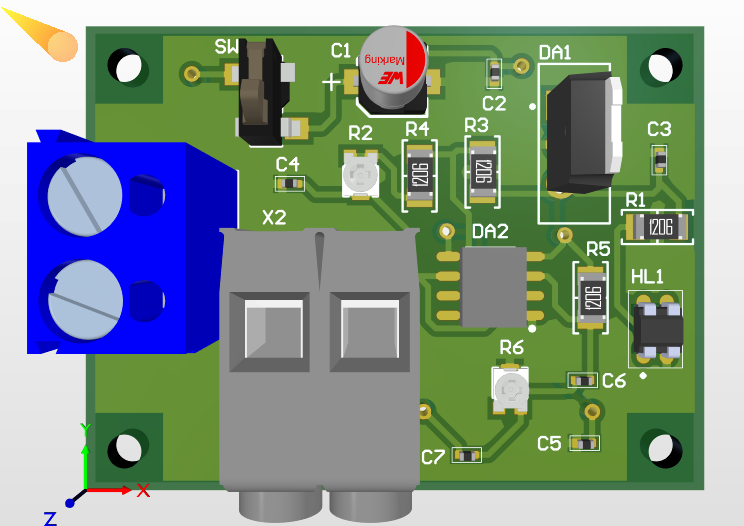 SW
C1
WE
Marking
+
C2
DA1
R2
R4
R3
C3
1206
1206
C4
R1
X2
DA2
1206
R5
1206
HL1
R6
C6
C7
C5
Y
X
Z